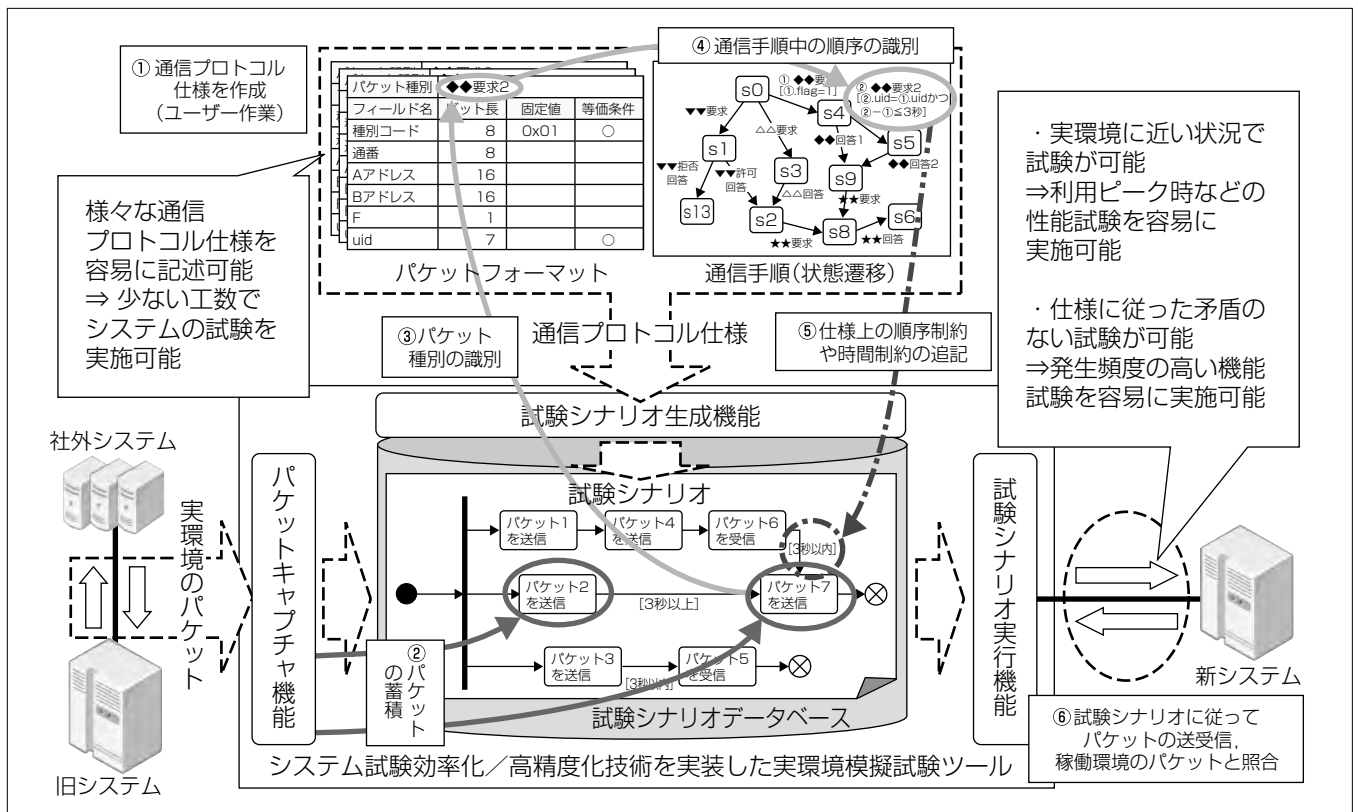 ① 通信プロトコル
仕様を作成
(ユーザー作業)
様々な通信
プロトコル仕様を
容易に記述可能
⇒ 少ない工数で
システムの試験を
実施可能
パケット種別 ◆◆要求2
フィールド名 ビット長 固定値 等価条件
種別コード 8 0x01 ○
通番 8
Aアドレス 16
Bアドレス 16
F 1
uid 7 ○
パケットフォーマット
④ 通信手順中の順序の識別
① ◆◆要
[①.flag=1]
② ◆◆要求2
[②.uid=①.uidかつ
②－①≦3秒]
s0
s4
s5
▼▼要求
△△要求
◆◆回答1
◆◆回答2
s1
s3
s9
▼▼拒否
回答
▼▼許可
回答
△△回答
★★要求
s13
s2
s8
s6
★★要求
★★回答
通信手順(状態遷移)
通信プロトコル仕様
③パケット
種別の識別
⑤仕様上の順序制約
や時間制約の追記
・実環境に近い状況で
試験が可能
⇒利用ピーク時などの
性能試験を容易に
実施可能
・仕様に従った矛盾の
ない試験が可能
⇒発生頻度の高い機能
試験を容易に実施可能
社外システム
旧システム
実環境のパケット
パケットキャプチャ機能
②パケット
の蓄積
試験シナリオ生成機能
試験シナリオ
パケット1
を送信
パケット4
を送信
パケット6
を受信
[3秒以内]
パケット2
を送信
[3秒以上]
パケット7
を送信
パケット3
を送信
[3秒以内]
パケット5
を受信
試験シナリオデータベース
試験シナリオ実行機能
新システム
⑥試験シナリオに従って
パケットの送受信,
稼働環境のパケットと照合
システム試験効率化／高精度化技術を実装した実環境模擬試験ツール